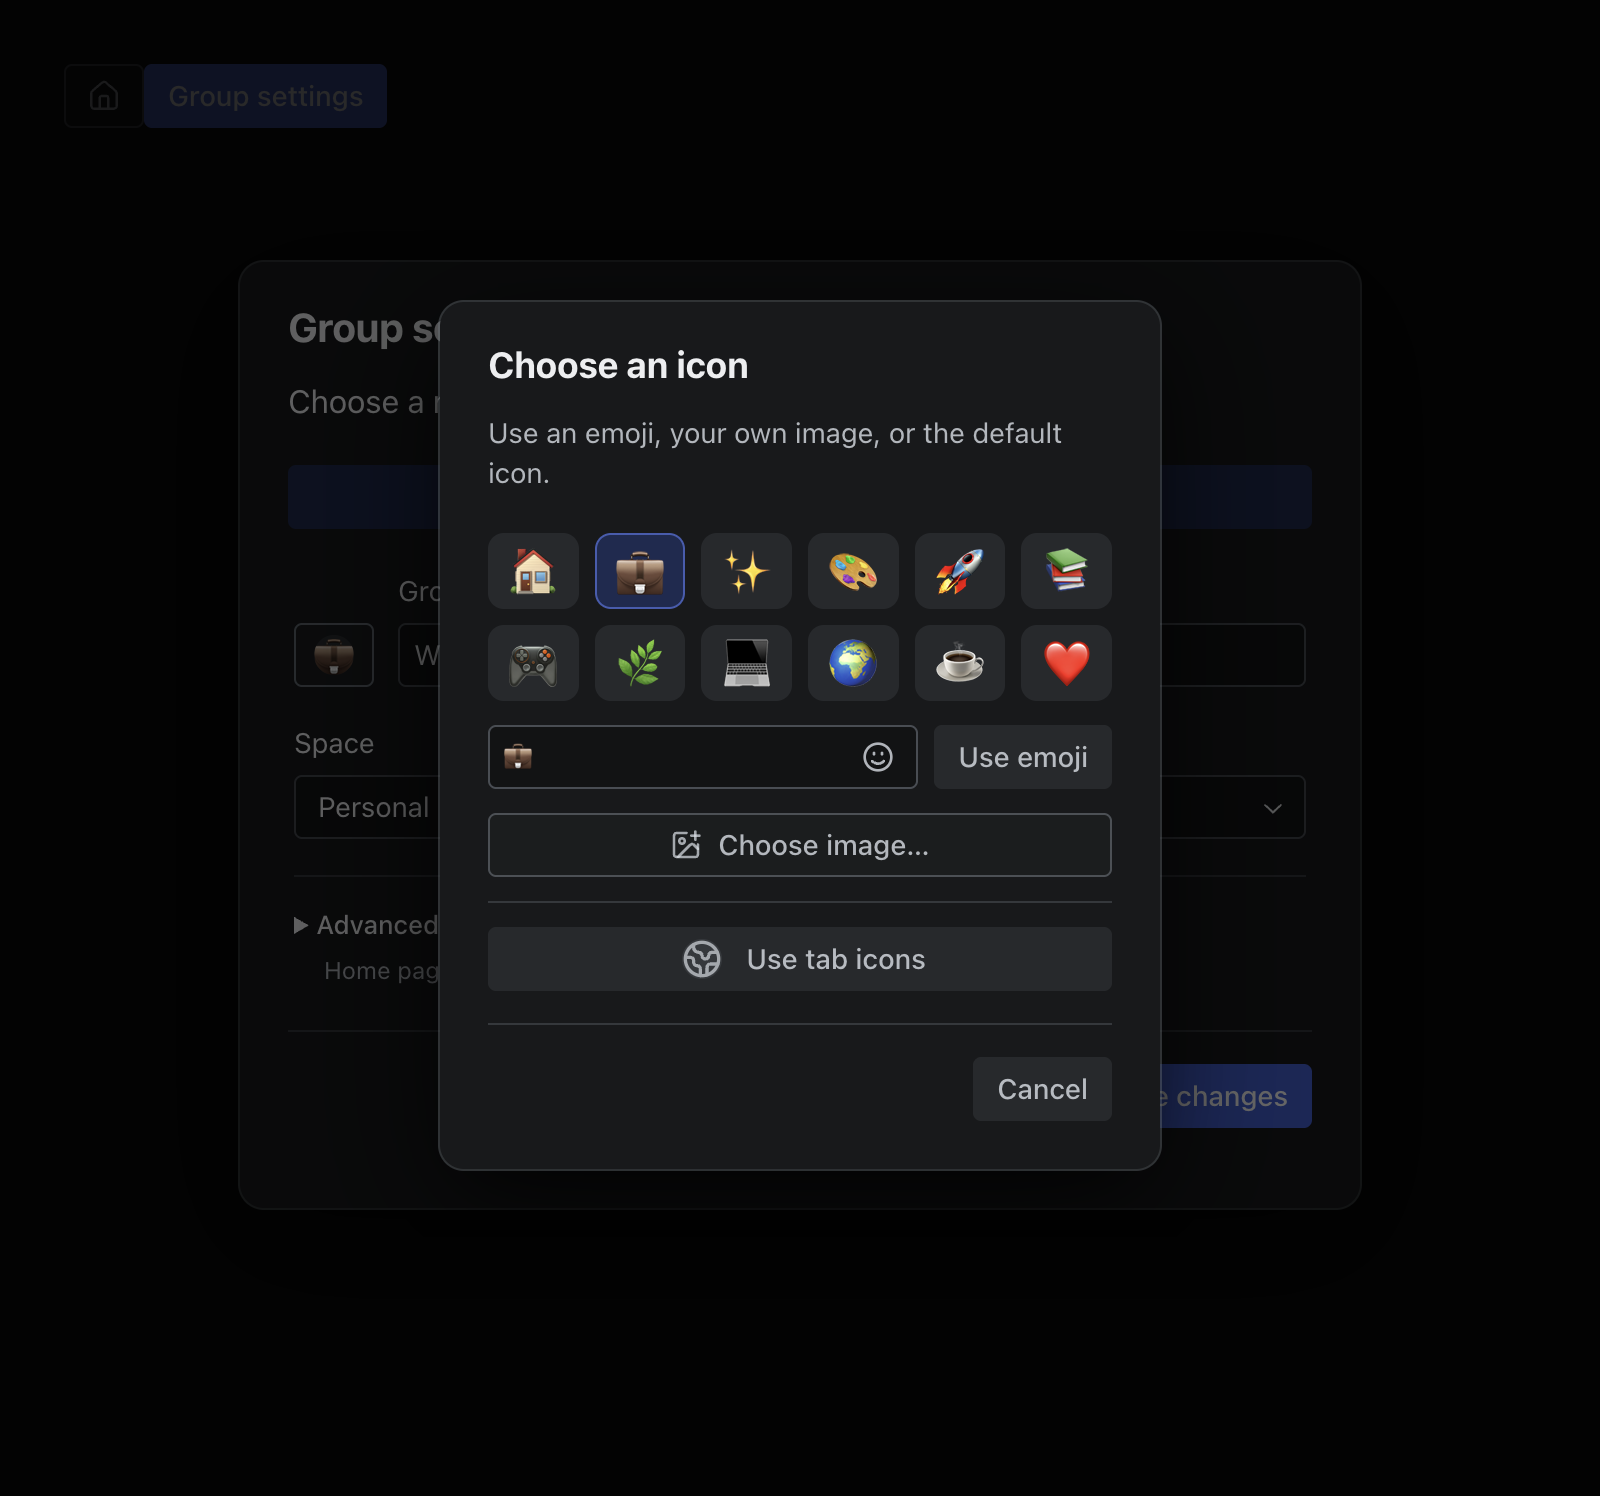 Group settings
Group se
Choose a
Choose an icon
Use an emoji, your own image, or the default
icon.
Gro
W
Space
Personal
Use emoji
Choose image...
Advanced
Home pag
Use tab icons
Cancel
e changes